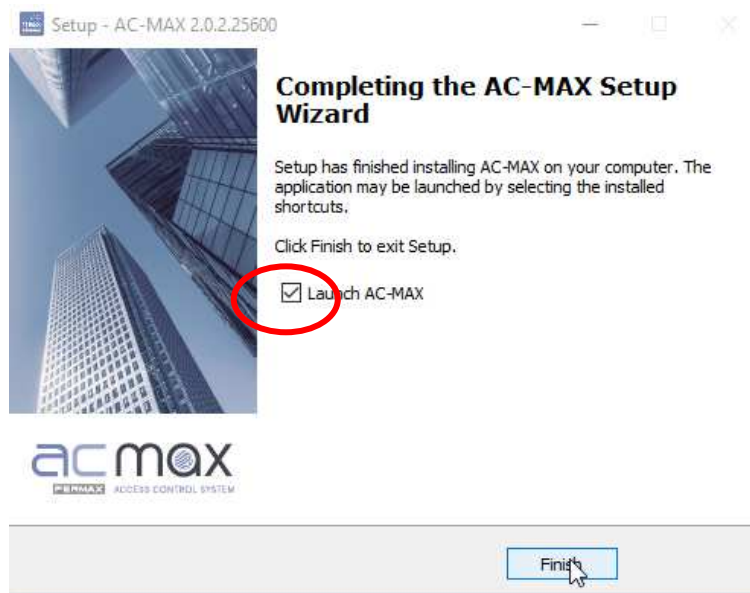 Setup - AC-MAX 2.0.2.25600
Completing the AC-MAX Setup
Wizard
Setup has finished installing AC-MAX on your computer. The
application may be launched by selecting the installed
shortcuts.
Click Finish to exit Setup.
Launch AC-MAX
acmax
FERMAX ACCESS CONTROL SYSTEM
Finish